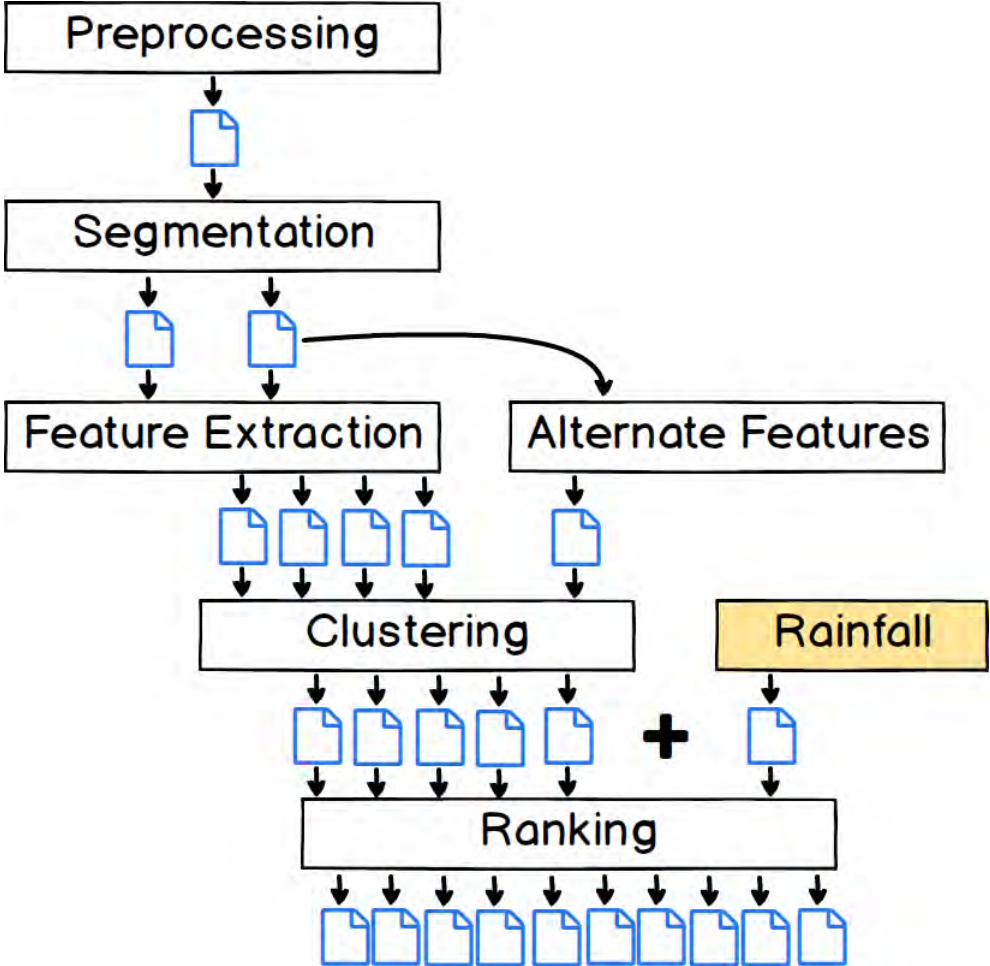 Preprocessing
Segmentation
Feature Extraction
Alternate Features
Clustering
Rainfall
+
Ranking